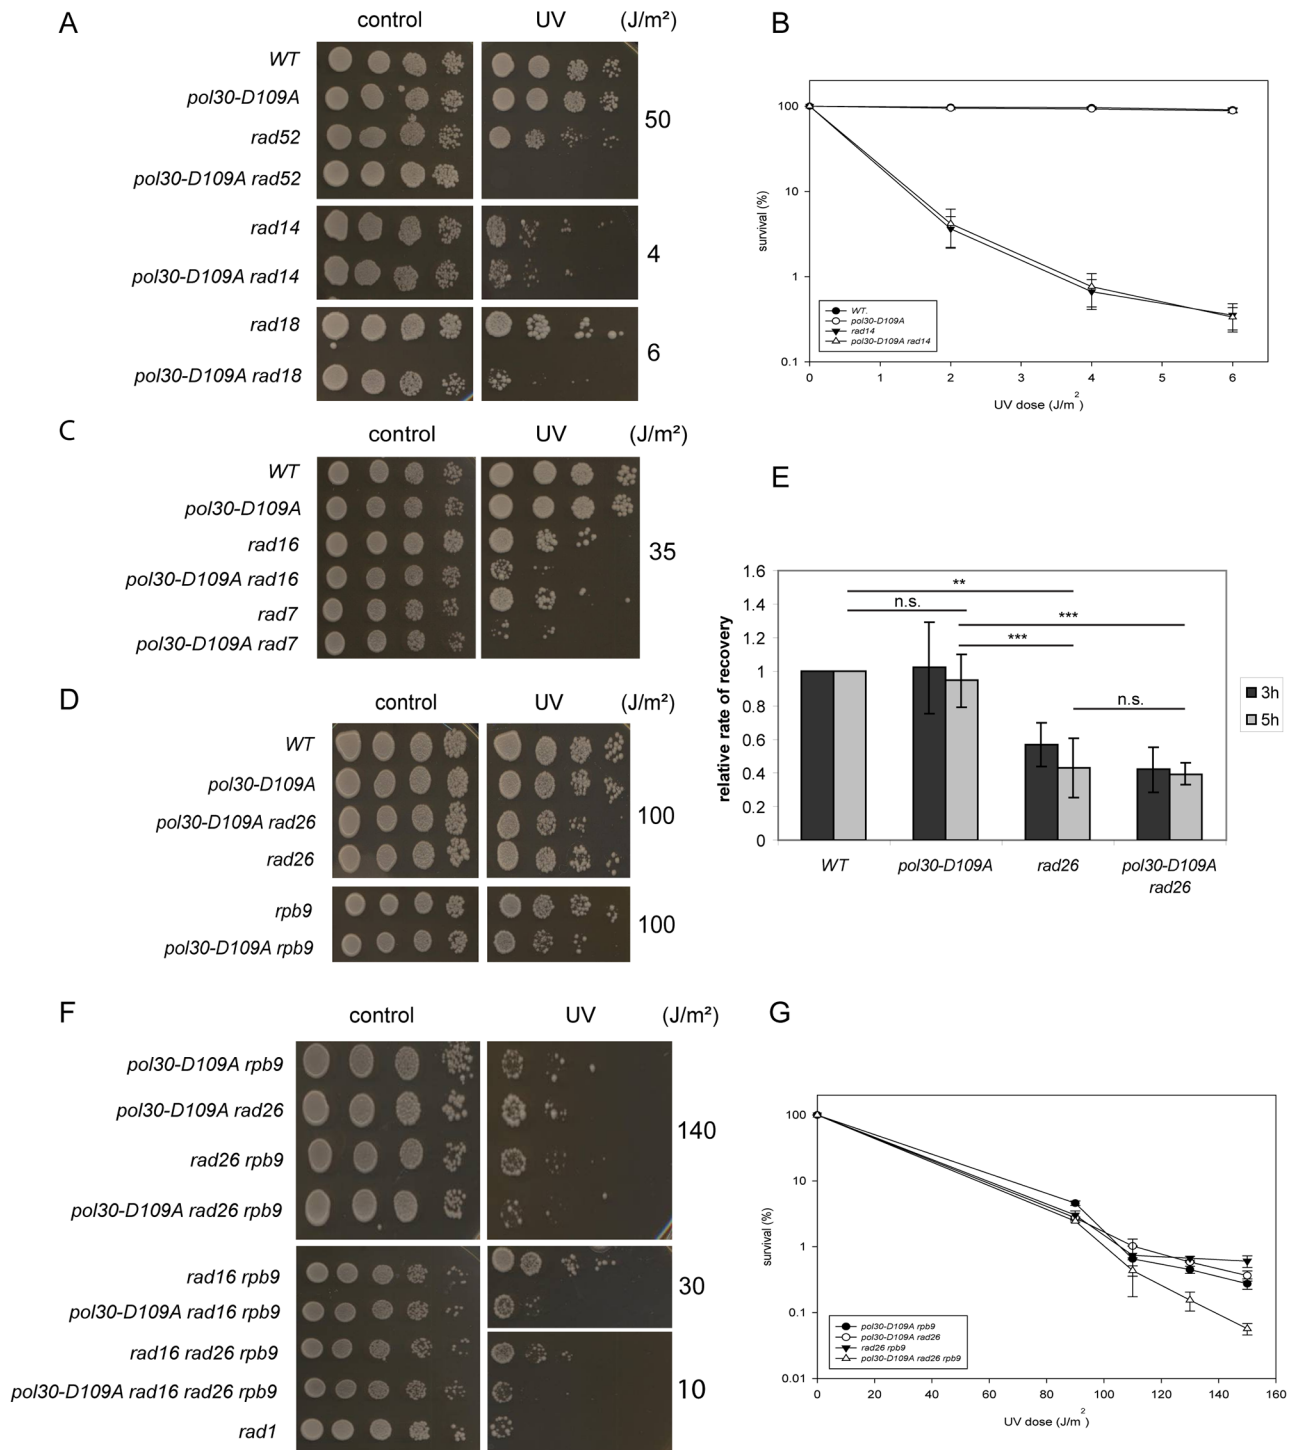 A
control UV (J/m²)
WT
pol30-D109A
rad52
pol30-D109A rad52
50
rad14
pol30-D109A rad14
4
rad18
pol30-D109A rad18
6
B
survival (%)
100
10
1
0.1
WT.
pol30-D109A
rad14
pol30-D109A rad14
0 1 2 3 4 5 6
UV dose (J/m²)
C
control UV (J/m²)
WT
pol30-D109A
rad16
pol30-D109A rad16
rad7
pol30-D109A rad7
35
D
control UV (J/m²)
WT
pol30-D109A
pol30-D109A rad26
rad26
100
rpb9
pol30-D109A rpb9
100
E
relative rate of recovery
1.6
1.4
1.2
1
0.8
0.6
0.4
0.2
0
**
n.s.
***
***
n.s.
3h
5h
WT pol30-D109A rad26 pol30-D109A
rad26
F
control UV (J/m²)
pol30-D109A rpb9
pol30-D109A rad26
rad26 rpb9
pol30-D109A rad26 rpb9
140
rad16 rpb9
pol30-D109A rad16 rpb9
30
rad16 rad26 rpb9
pol30-D109A rad16 rad26 rpb9
rad1
10
G
survival (%)
100
10
1
0.1
0.01
pol30-D109A rpb9
pol30-D109A rad26
rad26 rpb9
pol30-D109A rad26 rpb9
0 20 40 60 80 100 120 140 160
UV dose (J/m²)